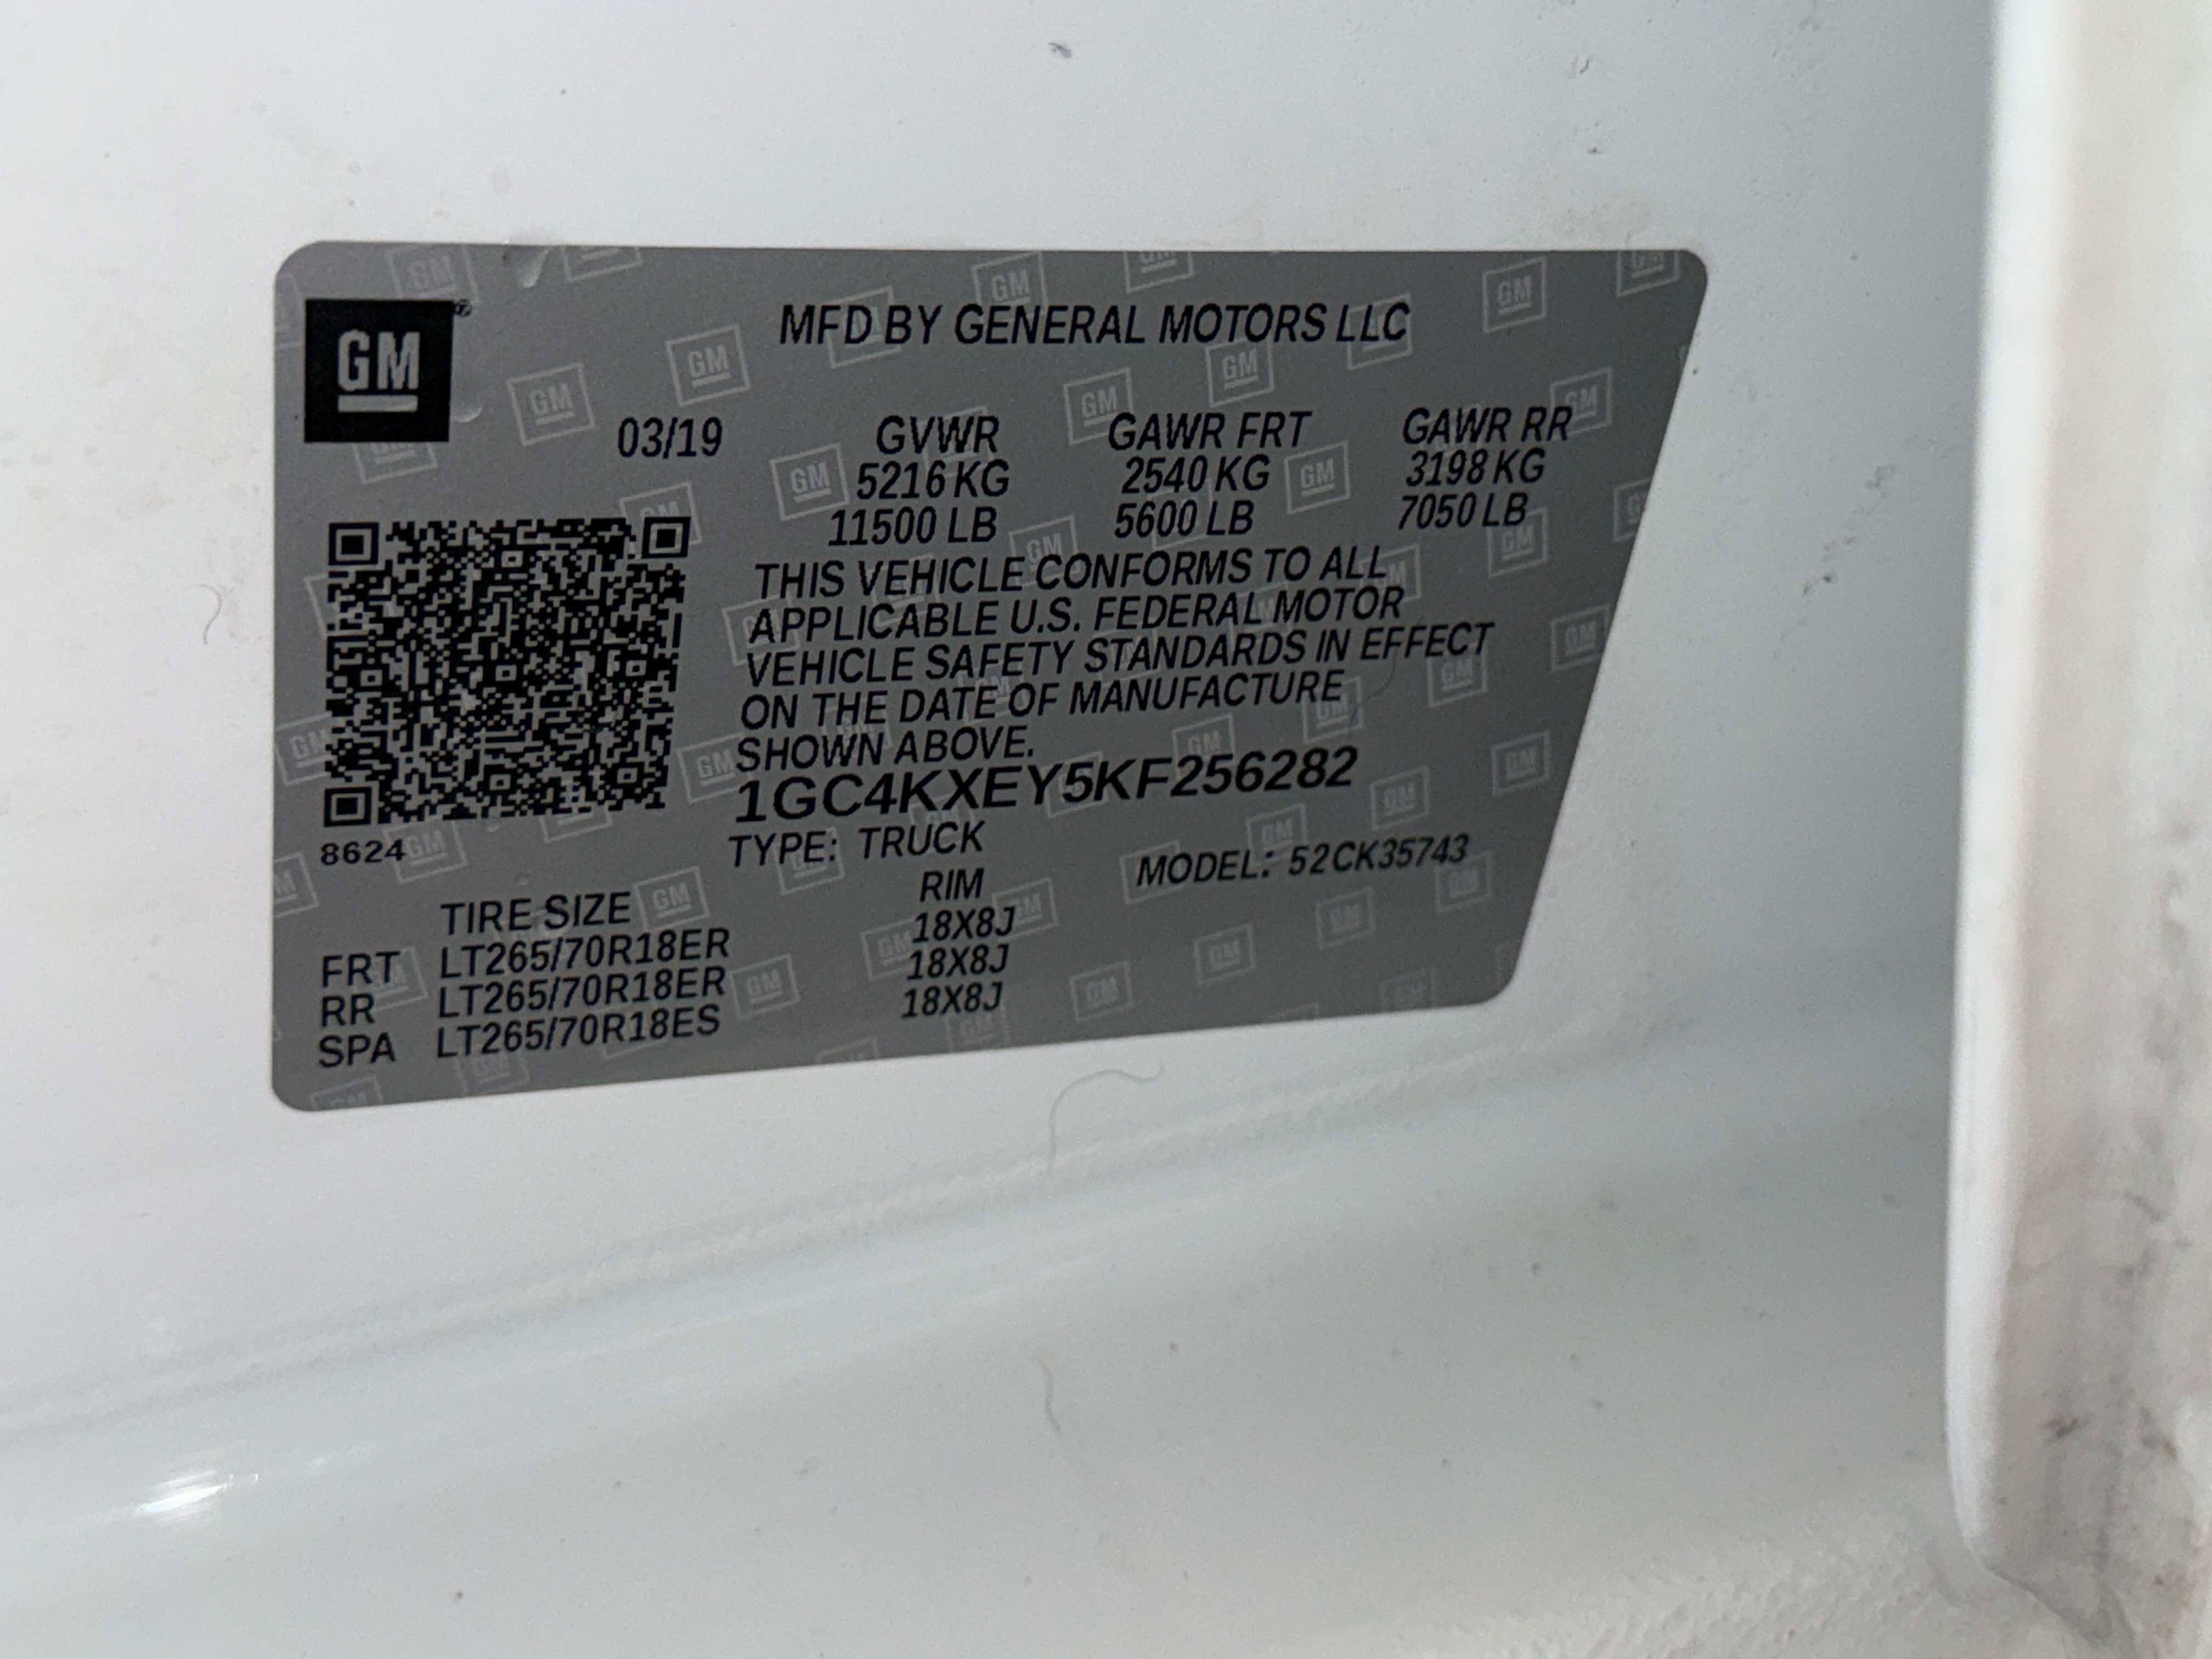 GM
MFD BY GENERAL MOTORS LLC
03/19 GVWR GAWR FRT GAWR RR
5216 KG 2540 KG 3198 KG
11500 LB 5600 LB 7050 LB
THIS VEHICLE CONFORMS TO ALL
APPLICABLE U.S. FEDERAL MOTOR
VEHICLE SAFETY STANDARDS IN EFFECT
ON THE DATE OF MANUFACTURE
SHOWN ABOVE.
1GC4KXEY5KF256282
8624
TYPE: TRUCK MODEL: 52CK35743
TIRE SIZE RIM
FRT LT265/70R18ER 18X8J
RR LT265/70R18ER 18X8J
SPA LT265/70R18ES 18X8J